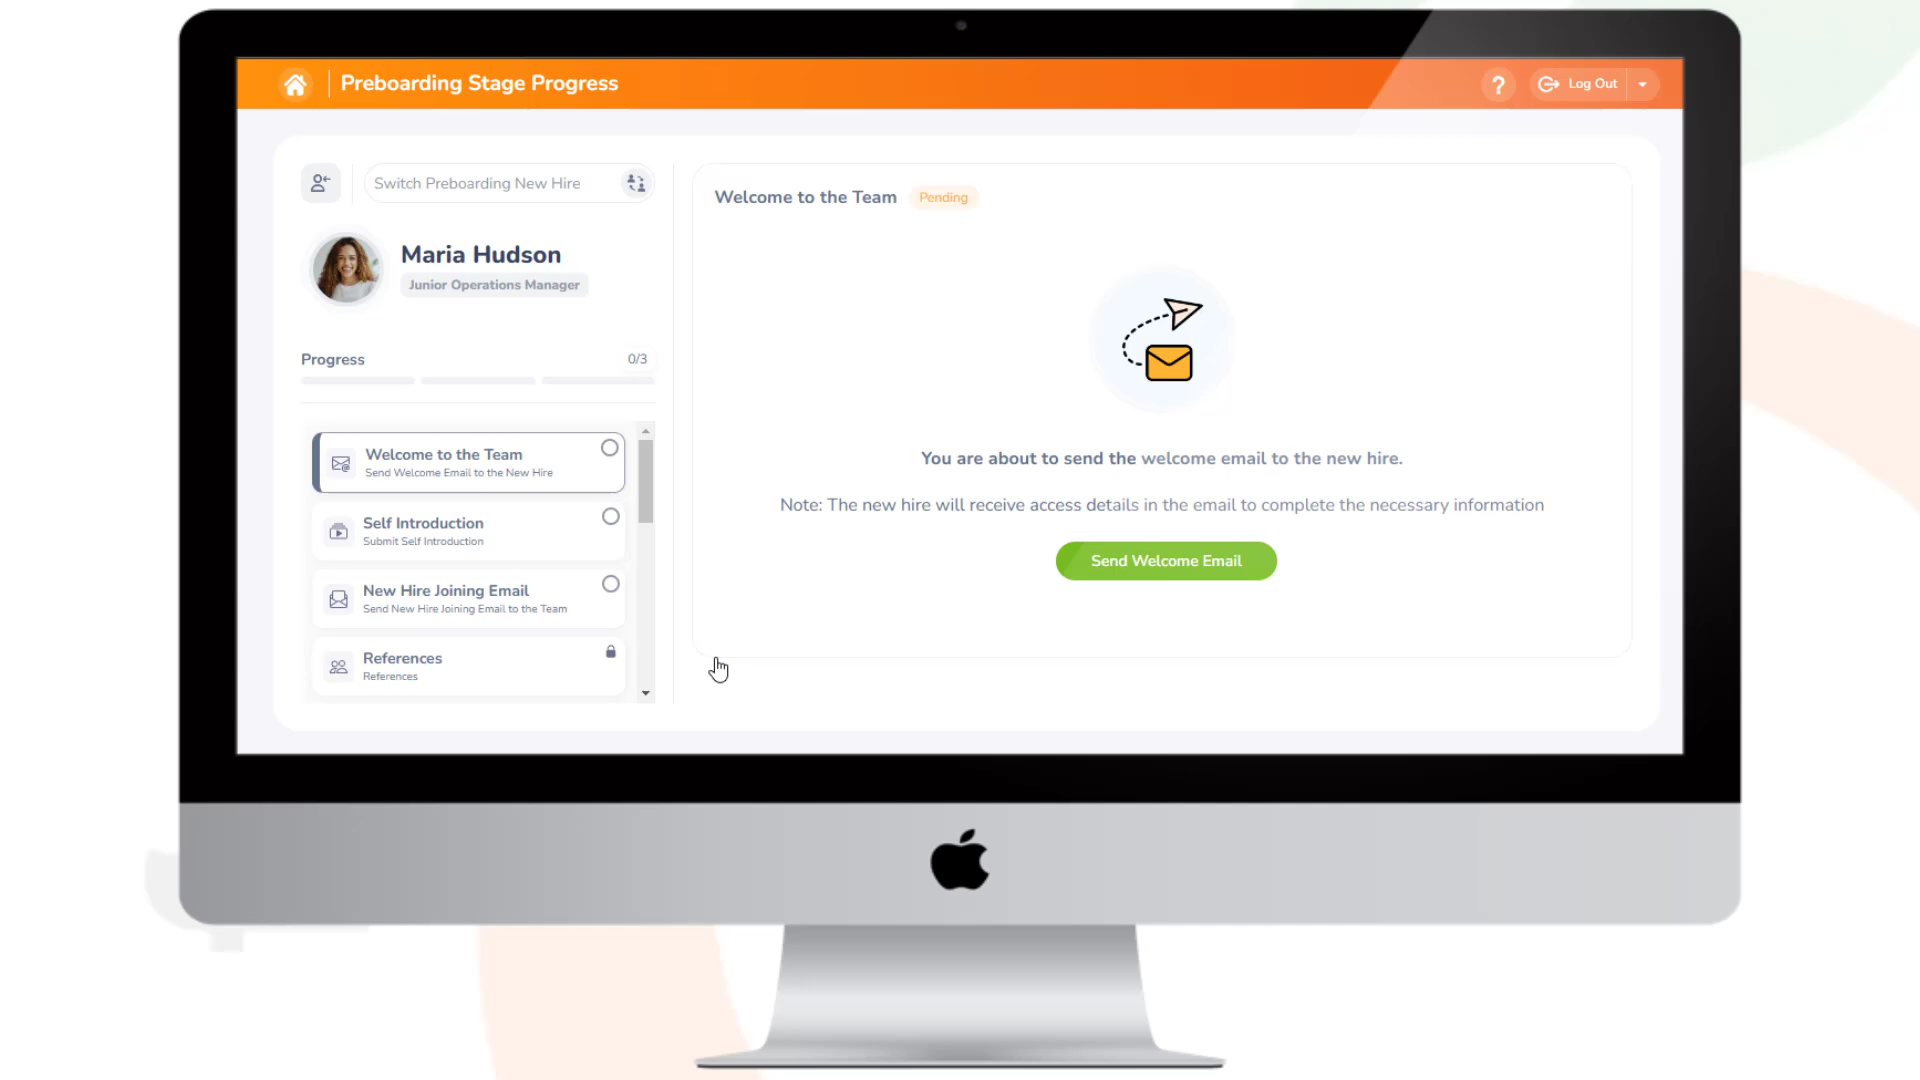 Preboarding Stage Progress
?
Log Out
Switch Preboarding New Hire
Maria Hudson
Junior Operations Manager
Progress
0/3
Welcome to the Team
Send Welcome Email to the New Hire
Self Introduction
Submit Self Introduction
New Hire Joining Email
Send New Hire Joining Email to the Team
References
References
Welcome to the Team
Pending
You are about to send the welcome email to the new hire.
Note: The new hire will receive access details in the email to complete the necessary information
Send Welcome Email